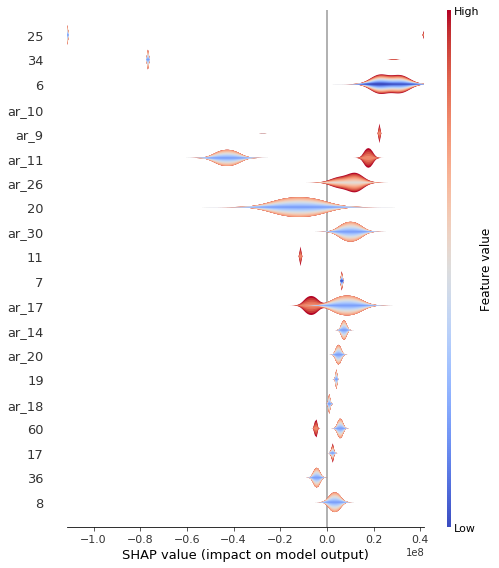 High
25
34
6
ar_10
ar_9
ar_11
ar_26
20
ar_30
11
7
ar_17
ar_14
ar_20
19
ar_18
60
17
36
8
Feature value
Low
−1.0 −0.8 −0.6 −0.4 −0.2 0.0 0.2 0.4
1e8
SHAP value (impact on model output)